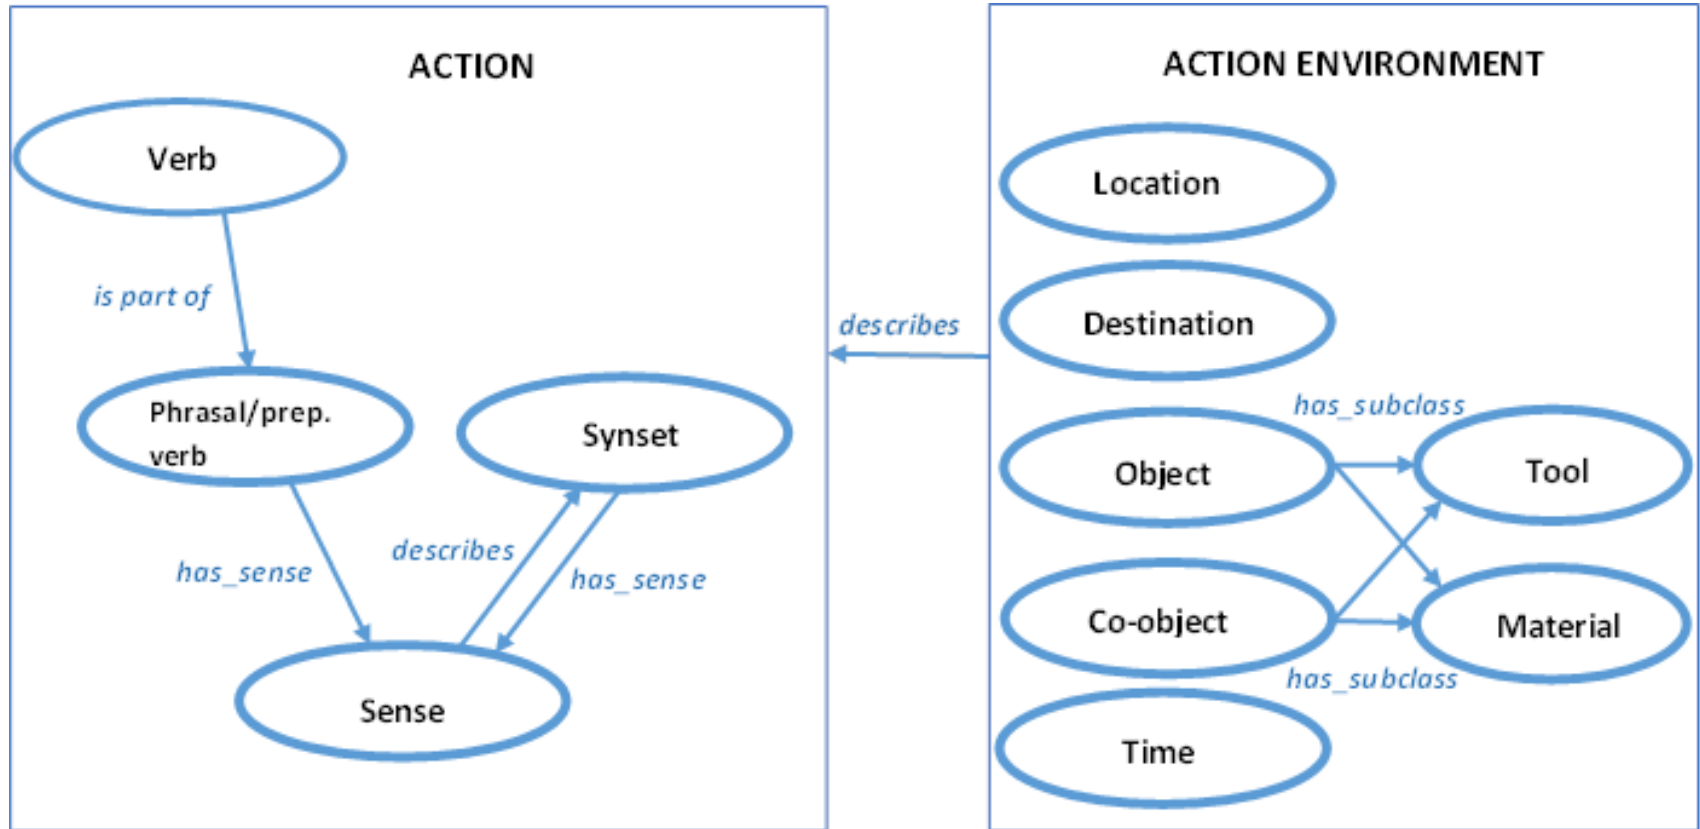 ACTION
Verb
is part of
Phrasal/prep.
verb
Synset
has_sense
describes
has_sense
Sense
describes
ACTION ENVIRONMENT
Location
Destination
Object
has_subclass
Tool
Co-object
Material
has_subclass
Time